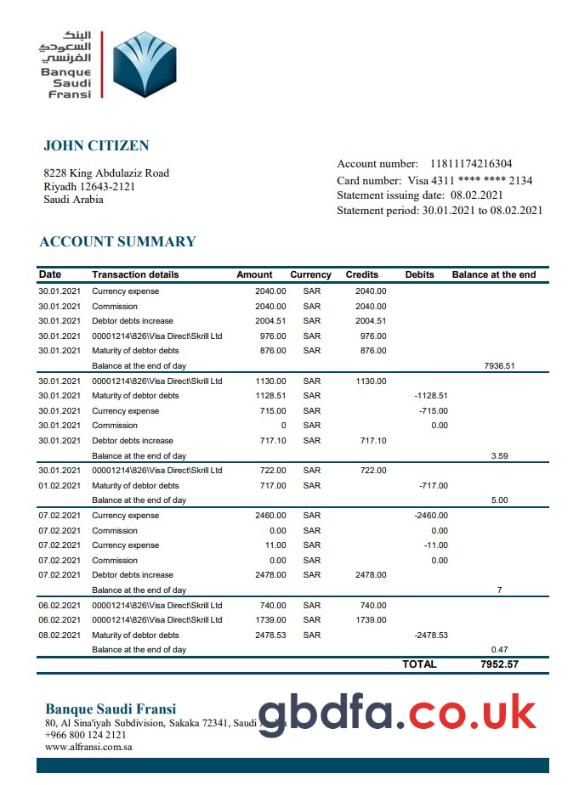 البنك
السعودي
الفرنسي
Banque
Saudi
Fransi
JOHN CITIZEN
8228 King Abdulaziz Road
Riyadh 12643-2121
Saudi Arabia
Account number: 11811174216304
Card number: Visa 4311 **** **** 2134
Statement issuing date: 08.02.2021
Statement period: 30.01.2021 to 08.02.2021
ACCOUNT SUMMARY
Date Transaction details Amount Currency Credits Debits Balance at the end
30.01.2021 Currency expense 2040.00 SAR 2040.00
30.01.2021 Commission 2040.00 SAR 2040.00
30.01.2021 Debtor debts increase 2004.51 SAR 2004.51
30.01.2021 00001214\826\Visa Direct\Skrill Ltd 976.00 SAR 976.00
30.01.2021 Maturity of debtor debts 876.00 SAR 876.00
Balance at the end of day 7936.51
30.01.2021 00001214\826\Visa Direct\Skrill Ltd 1130.00 SAR 1130.00
30.01.2021 Maturity of debtor debts 1128.51 SAR -1128.51
30.01.2021 Currency expense 715.00 SAR -715.00
30.01.2021 Commission 0 SAR 0.00
30.01.2021 Debtor debts increase 717.10 SAR 717.10
Balance at the end of day 3.59
30.01.2021 00001214\826\Visa Direct\Skrill Ltd 722.00 SAR 722.00
01.02.2021 Maturity of debtor debts 717.00 SAR -717.00
Balance at the end of day 5.00
07.02.2021 Currency expense 2460.00 SAR -2460.00
07.02.2021 Commission 0.00 SAR 0.00
07.02.2021 Currency expense 11.00 SAR -11.00
07.02.2021 Commission 0.00 SAR 0.00
07.02.2021 Debtor debts increase 2478.00 SAR 2478.00
Balance at the end of day 7
06.02.2021 00001214\826\Visa Direct\Skrill Ltd 740.00 SAR 740.00
06.02.2021 00001214\826\Visa Direct\Skrill Ltd 1739.00 SAR 1739.00
08.02.2021 Maturity of debtor debts 2478.53 SAR -2478.53
Balance at the end of day 0.47
TOTAL 7952.57
Banque Saudi Fransi
80, Al Sina'iyah Subdivision, Sakaka 72341, Saudi
+966 800 124 2121
www.alfransi.com.sa
gbdfa.co.uk